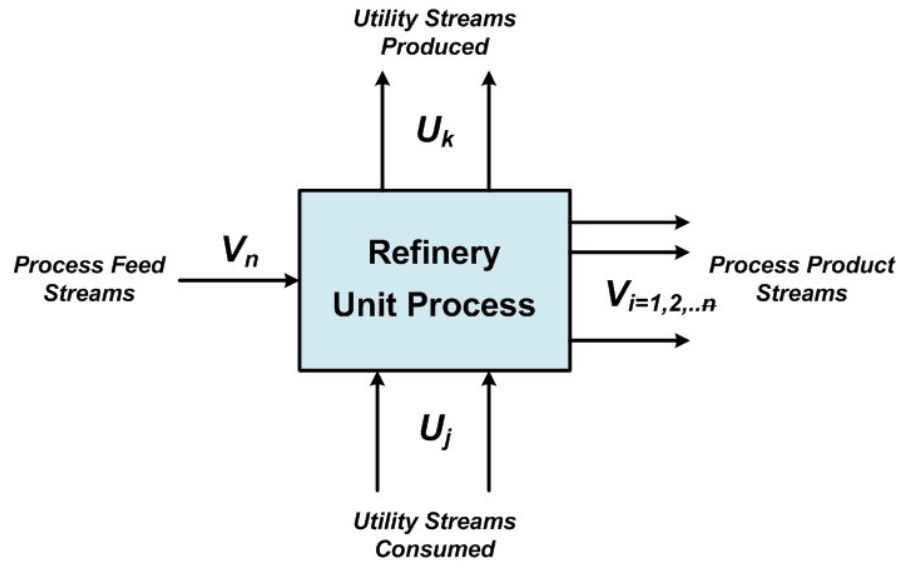 Utility Streams
Produced
U_k
Refinery
Unit Process
V_n
Process Feed
Streams
Process Product
Streams
V_i=1,2,..n
U_j
Utility Streams
Consumed